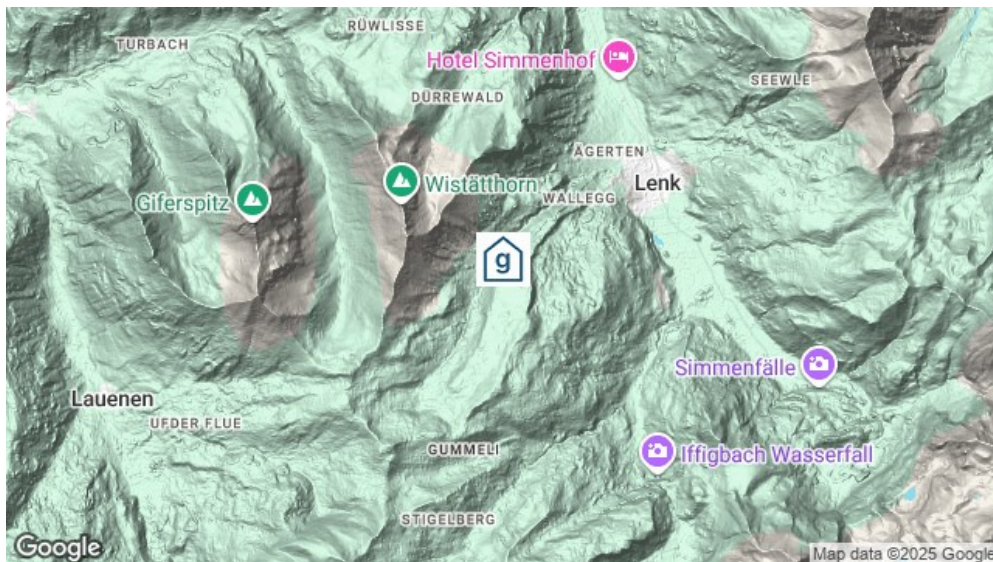 RÜWLISSE
TURBACH
Hotel Simmenhof
SEEWLE
DÜRREWALD
ÄGERTEN
Lenk
Wistätthorn
WALLEGG
Giferspitz
g
Simmenfälle
Lauenen
UFDER FLUE
GUMMELI
Iffigbach Wasserfall
STIGELBERG
Google
Map data ©2025 Google